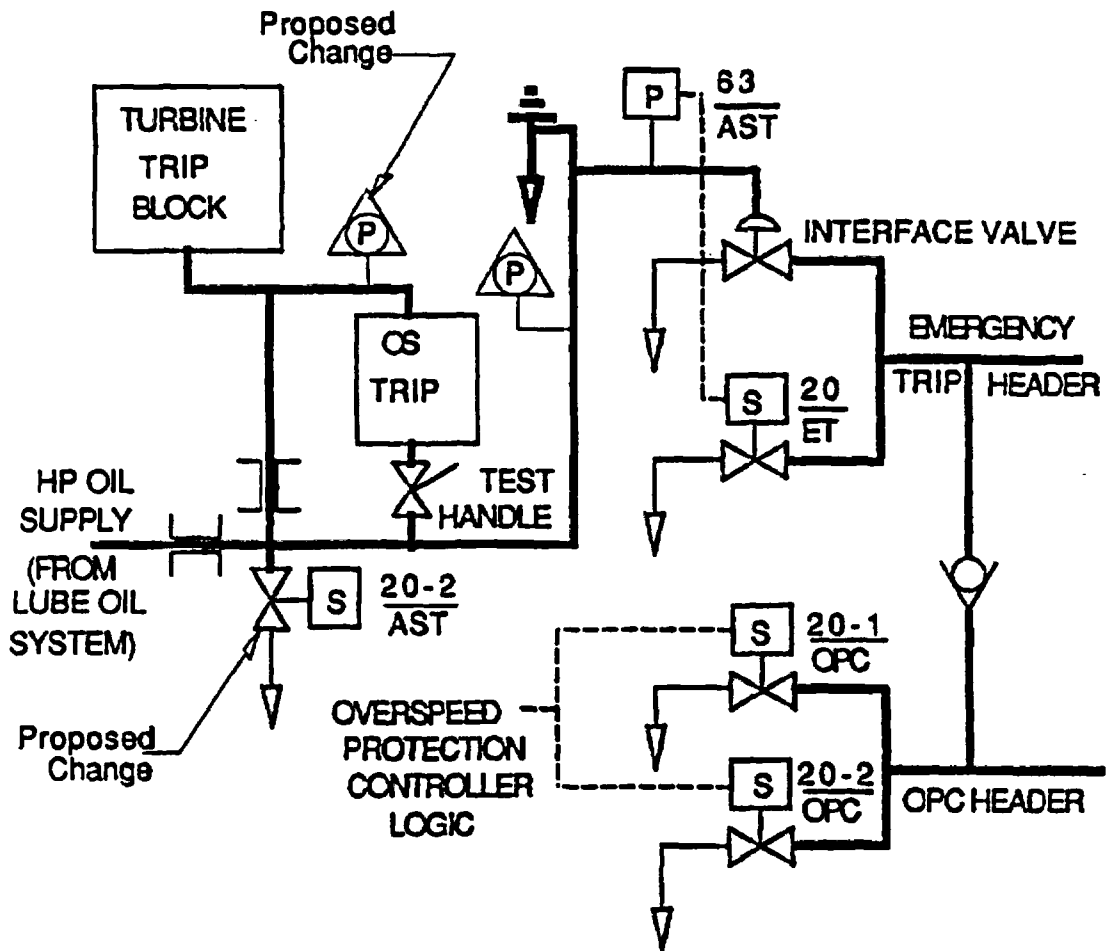 Proposed
Change
TURBINE
TRIP
BLOCK
P
OS
TRIP
P
P
63
AST
INTERFACE VALVE
EMERGENCY
TRIP HEADER
S
20
ET
HP OIL
SUPPLY
(FROM
LUBE OIL
SYSTEM)
TEST
HANDLE
S
20-2
AST
Proposed
Change
OVERSPEED
PROTECTION
CONTROLLER
LOGIC
S
20-1
OPC
S
20-2
OPC
OPC HEADER